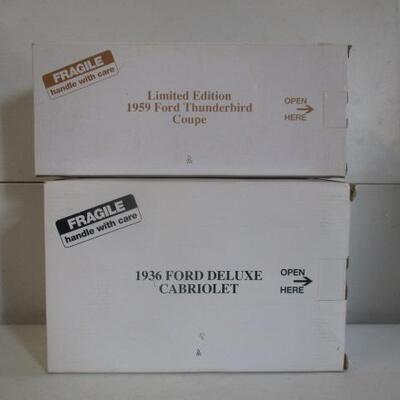 FRAGILE
handle with care
Limited Edition
1959 Ford Thunderbird
Coupe
OPEN
HERE
FRAGILE
handle with care
1936 FORD DELUXE
CABRIOLET
OPEN
HERE